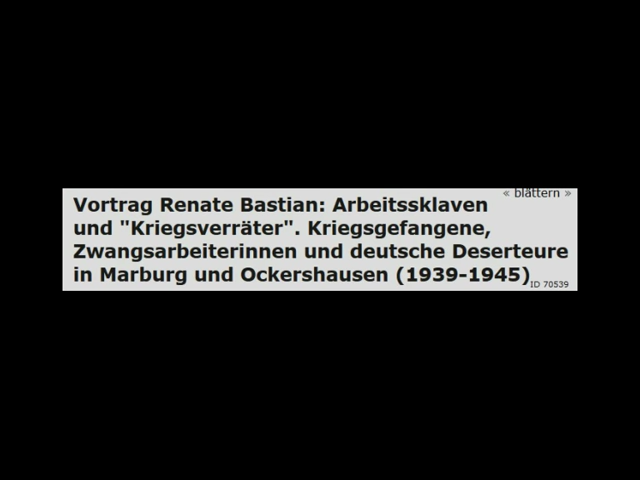 « blättern »
Vortrag Renate Bastian: Arbeitssklaven
und "Kriegsverräter". Kriegsgefangene,
Zwangsarbeiterinnen und deutsche Deserteure
in Marburg und Ockershausen (1939-1945)
ID 70539